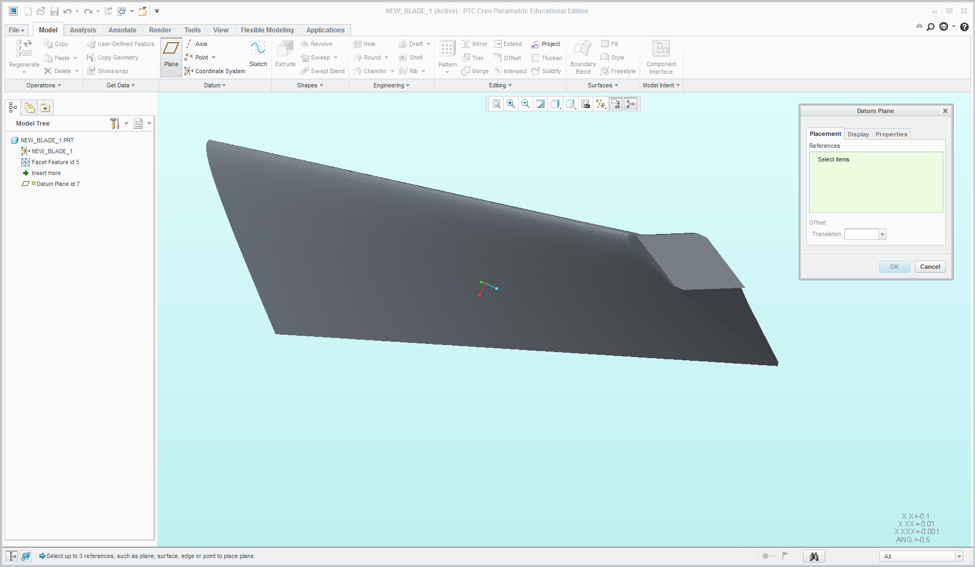 NEW_BLADE_1 (Active) - PTC Creo Parametric Educational Edition
File
Model
Analysis
Annotate
Render
Tools
View
Flexible Modeling
Applications
Regenerate
Copy
Paste
Delete
User-Defined Feature
Copy Geometry
Shrinkwrap
Plane
Axis
Point
Coordinate System
Sketch
Extrude
Revolve
Sweep
Swept Blend
Hole
Round
Chamfer
Draft
Shell
Rib
Pattern
Mirror
Trim
Merge
Extend
Offset
Intersect
Project
Thicken
Solidify
Boundary
Blend
Fill
Style
Freestyle
Component
Interface
Operations
Get Data
Datum
Shapes
Engineering
Editing
Surfaces
Model Intent
Model Tree
NEW_BLADE_1.PRT
NEW_BLADE_1
Facet Feature id 5
Insert Here
Datum Plane id 7
Datum Plane
Placement
Display
Properties
References
Select items
Offset
Translation
OK
Cancel
X.X+-0.1
X.XX+-0.01
X.XXX+-0.001
ANG.+-0.5
Select up to 3 references, such as plane, surface, edge or point to place plane.
All